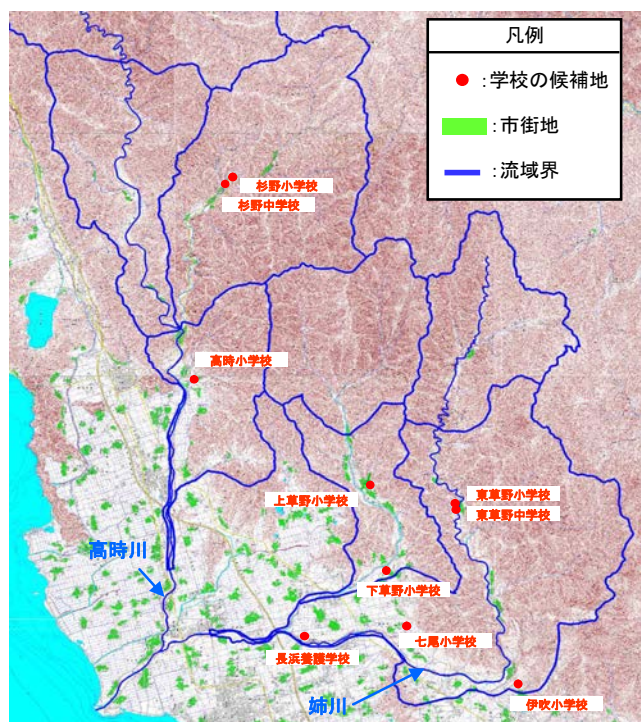 凡例
:学校の候補地
:市街地
:流域界
杉野小学校
杉野中学校
高時小学校
上草野小学校
東草野小学校
東草野中学校
高時川
下草野小学校
七尾小学校
長浜養護学校
姉川
伊吹小学校